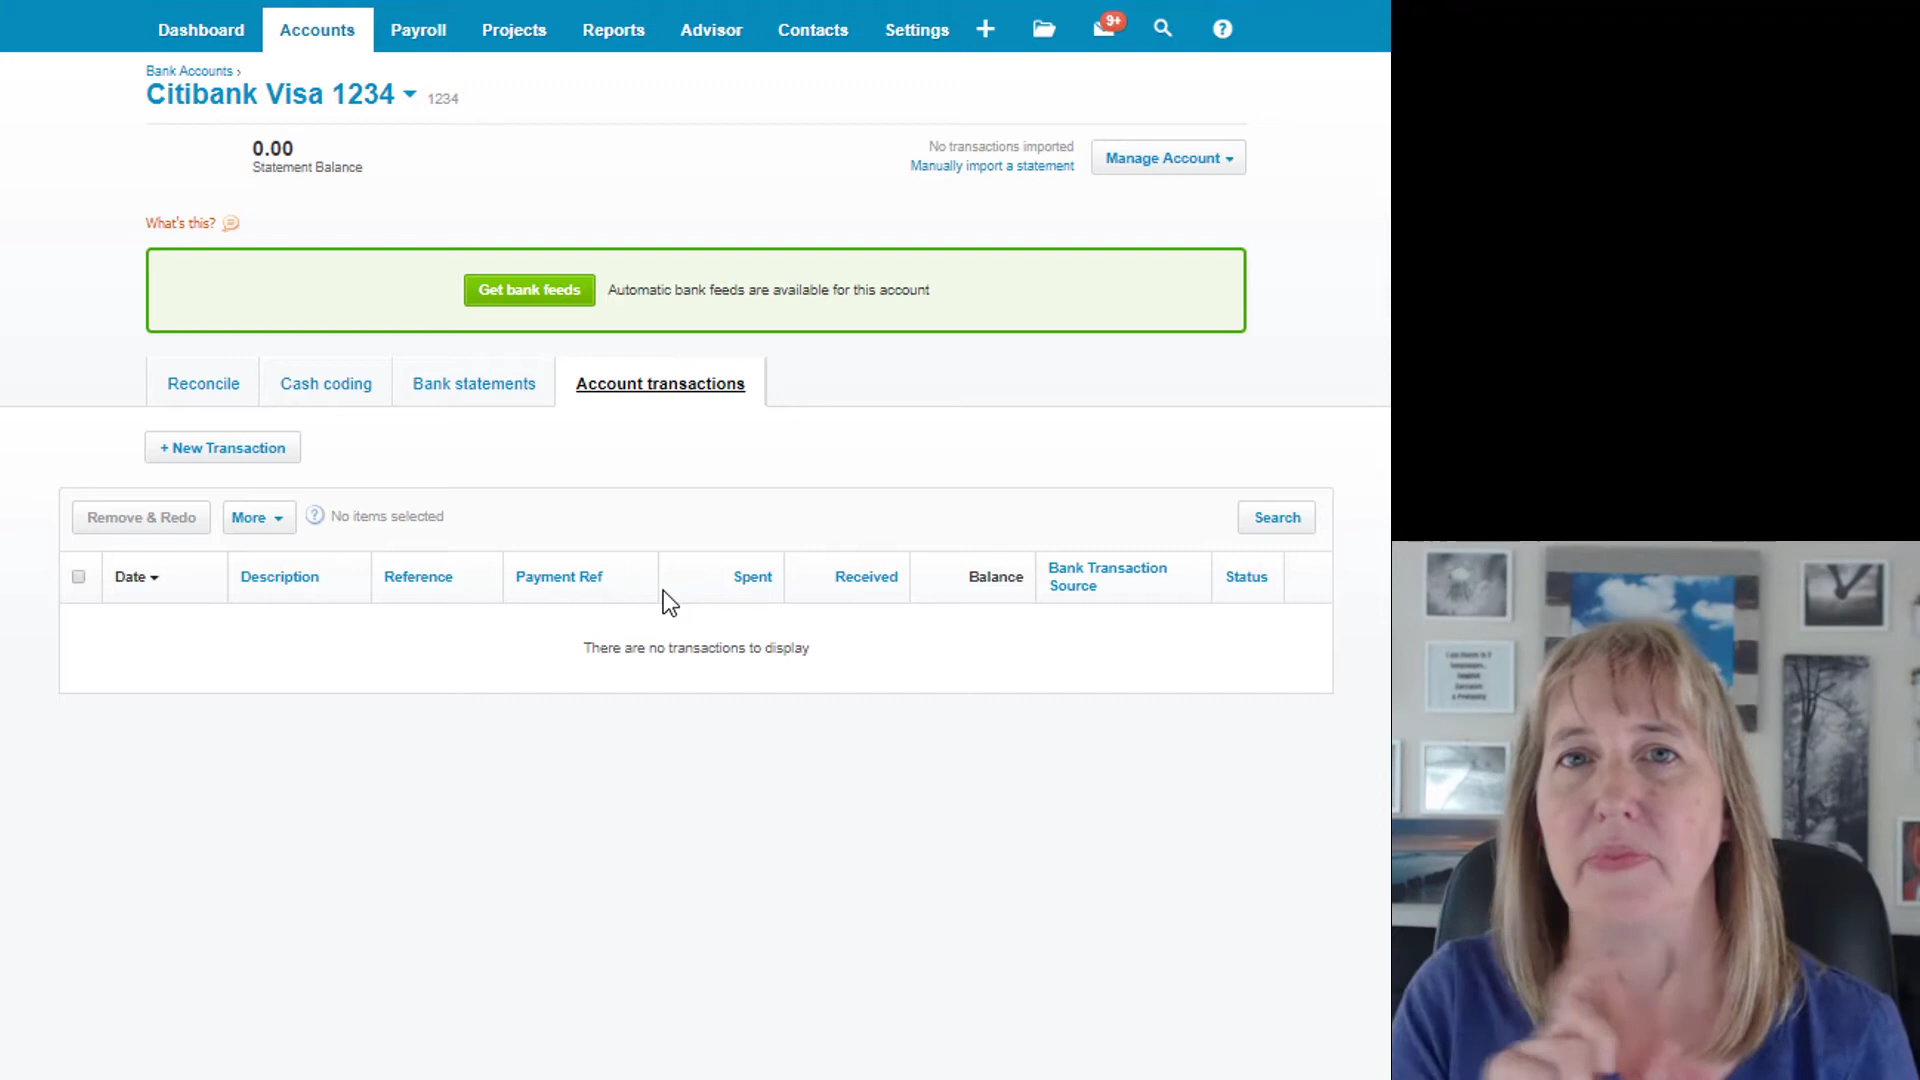 Dashboard Accounts Payroll Projects Reports Advisor Contacts Settings 9+
Bank Accounts ›
Citibank Visa 1234 1234
0.00
Statement Balance
No transactions imported
Manually import a statement
Manage Account
What's this?
Get bank feeds Automatic bank feeds are available for this account
Reconcile Cash coding Bank statements Account transactions
+ New Transaction
Remove & Redo More No items selected Search
Date Description Reference Payment Ref Spent Received Balance Bank Transaction Source Status
There are no transactions to display